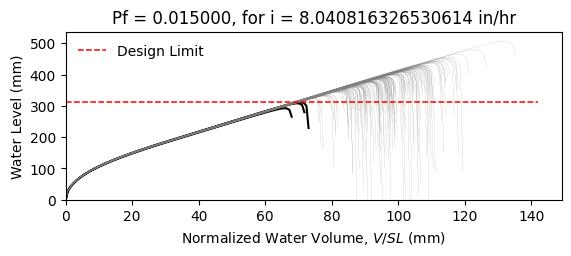 Pf = 0.015000, for i = 8.040816326530614 in/hr
Water Level (mm)
500
400
300
200
100
0
Design Limit
0 20 40 60 80 100 120 140
Normalized Water Volume, V/SL (mm)